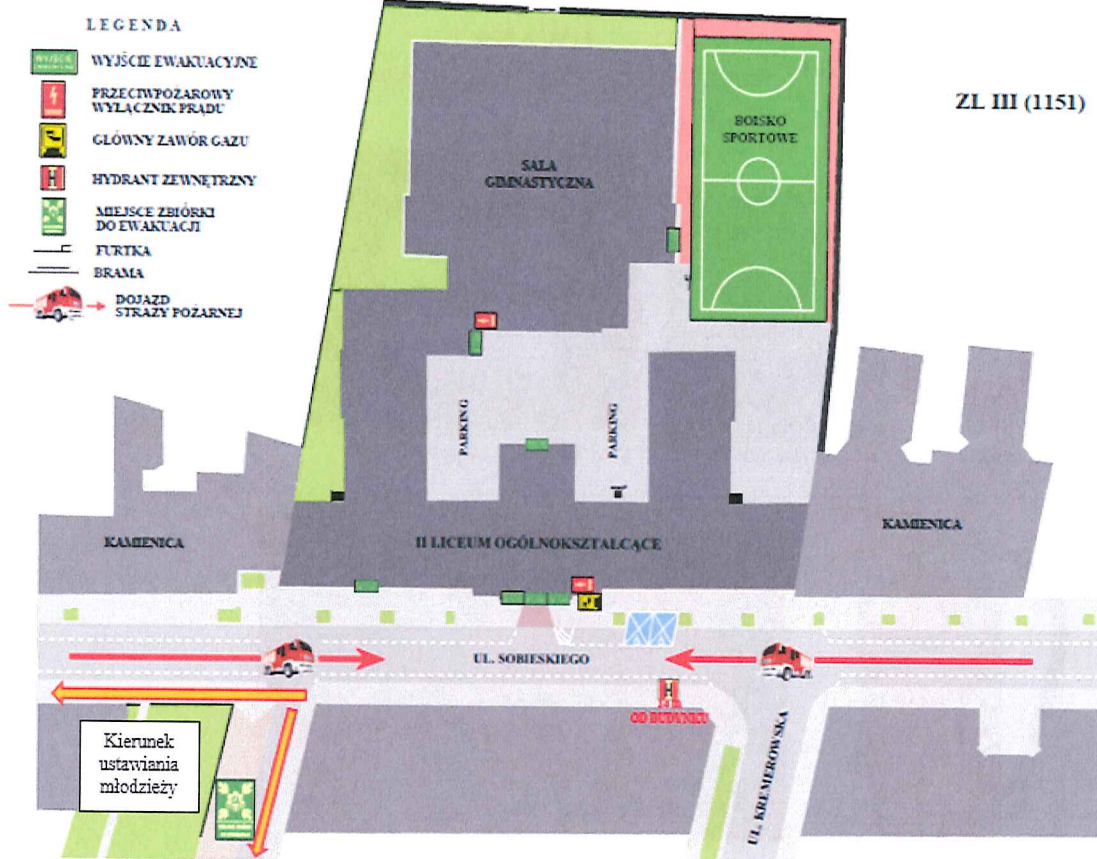 LEGENDA
WYJŚCIE EWAKUACYJNE
PRZECIWPOŻAROWY
WYŁĄCZNIK PRĄDU
GŁÓWNY ZAWÓR GAZU
HYDRANT ZEWNĘTRZNY
MIEJSCE ZBIÓRKI
DO EWAKUACJI
FURTKA
BRAMA
DOJAZD
STRAŻY POŻARNEJ
ZL III (1151)
BOISKO
SPORTOWE
SALA
GIMNASTYCZNA
PARKING
PARKING
KAMIENICA
II LICEUM OGÓLNOKSZTAŁCĄCE
KAMIENICA
UL. SOBIESKIEGO
H
OD BUDYNKU
UL. KREMEROWSKA
Kierunek
ustawiania
młodzieży